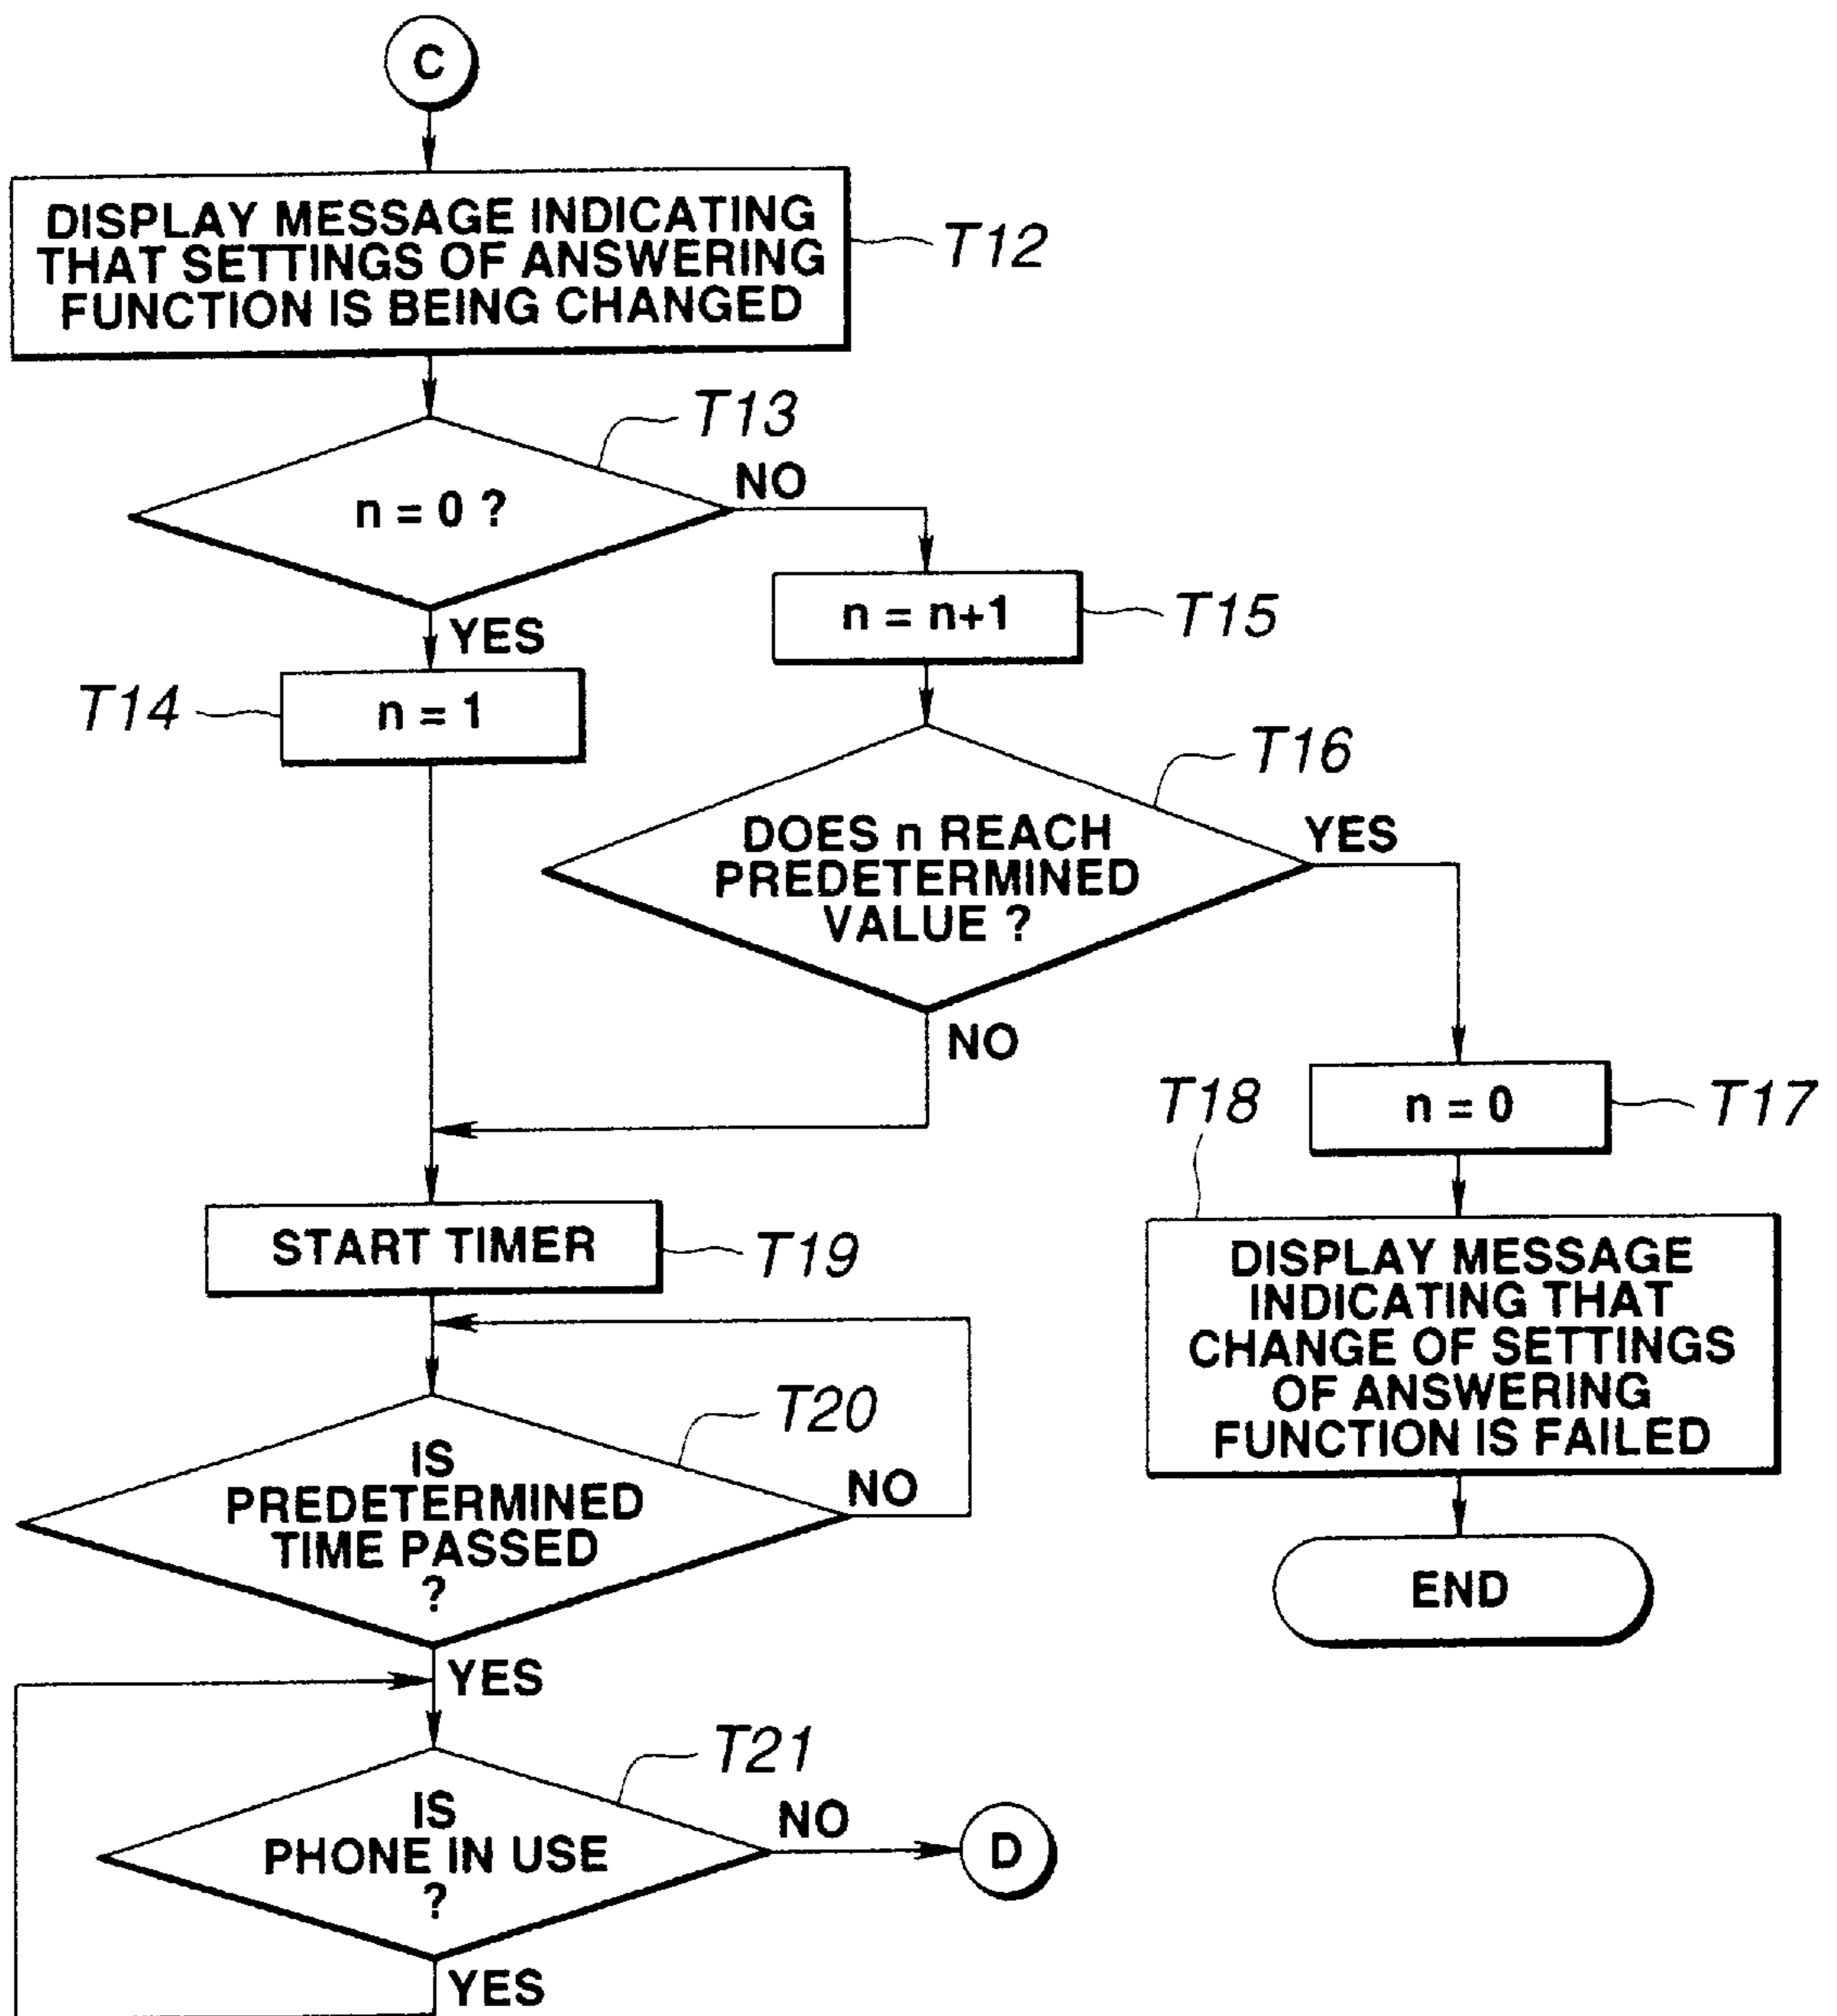 C
DISPLAY MESSAGE INDICATING
THAT SETTINGS OF ANSWERING
FUNCTION IS BEING CHANGED
T12
T13
n = 0 ?
NO
YES
n = n+1
T15
T14
n = 1
T16
DOES n REACH
PREDETERMINED
VALUE ?
YES
NO
T18
n = 0
T17
START TIMER
T19
DISPLAY MESSAGE
INDICATING THAT
CHANGE OF SETTINGS
OF ANSWERING
FUNCTION IS FAILED
T20
IS
PREDETERMINED
TIME PASSED
?
NO
END
YES
T21
IS
PHONE IN USE
?
NO
D
YES